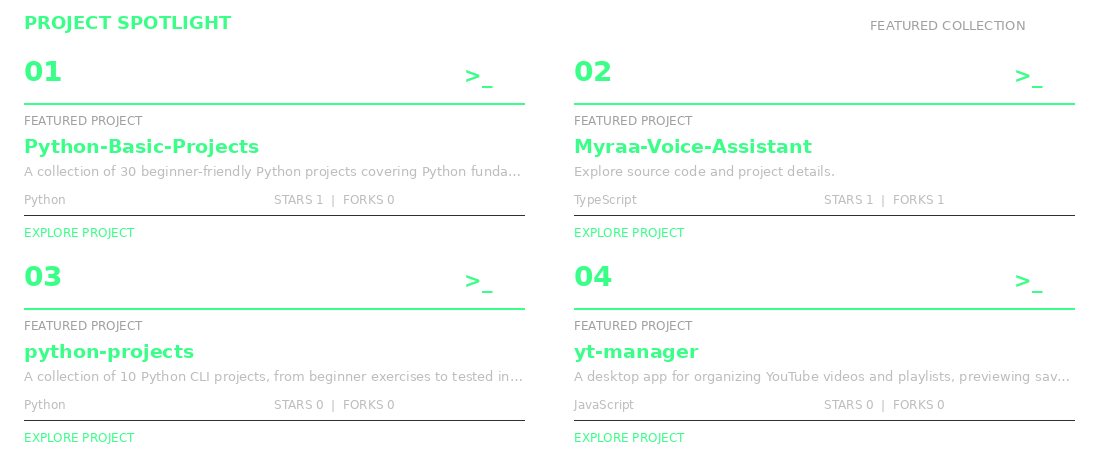 PROJECT SPOTLIGHT
FEATURED COLLECTION
01
>_
FEATURED PROJECT
Python-Basic-Projects
A collection of 30 beginner-friendly Python projects covering Python funda...
Python
STARS 1 | FORKS 0
EXPLORE PROJECT
02
>_
FEATURED PROJECT
Myraa-Voice-Assistant
Explore source code and project details.
TypeScript
STARS 1 | FORKS 1
EXPLORE PROJECT
03
>_
FEATURED PROJECT
python-projects
A collection of 10 Python CLI projects, from beginner exercises to tested in...
Python
STARS 0 | FORKS 0
EXPLORE PROJECT
04
>_
FEATURED PROJECT
yt-manager
A desktop app for organizing YouTube videos and playlists, previewing sav...
JavaScript
STARS 0 | FORKS 0
EXPLORE PROJECT